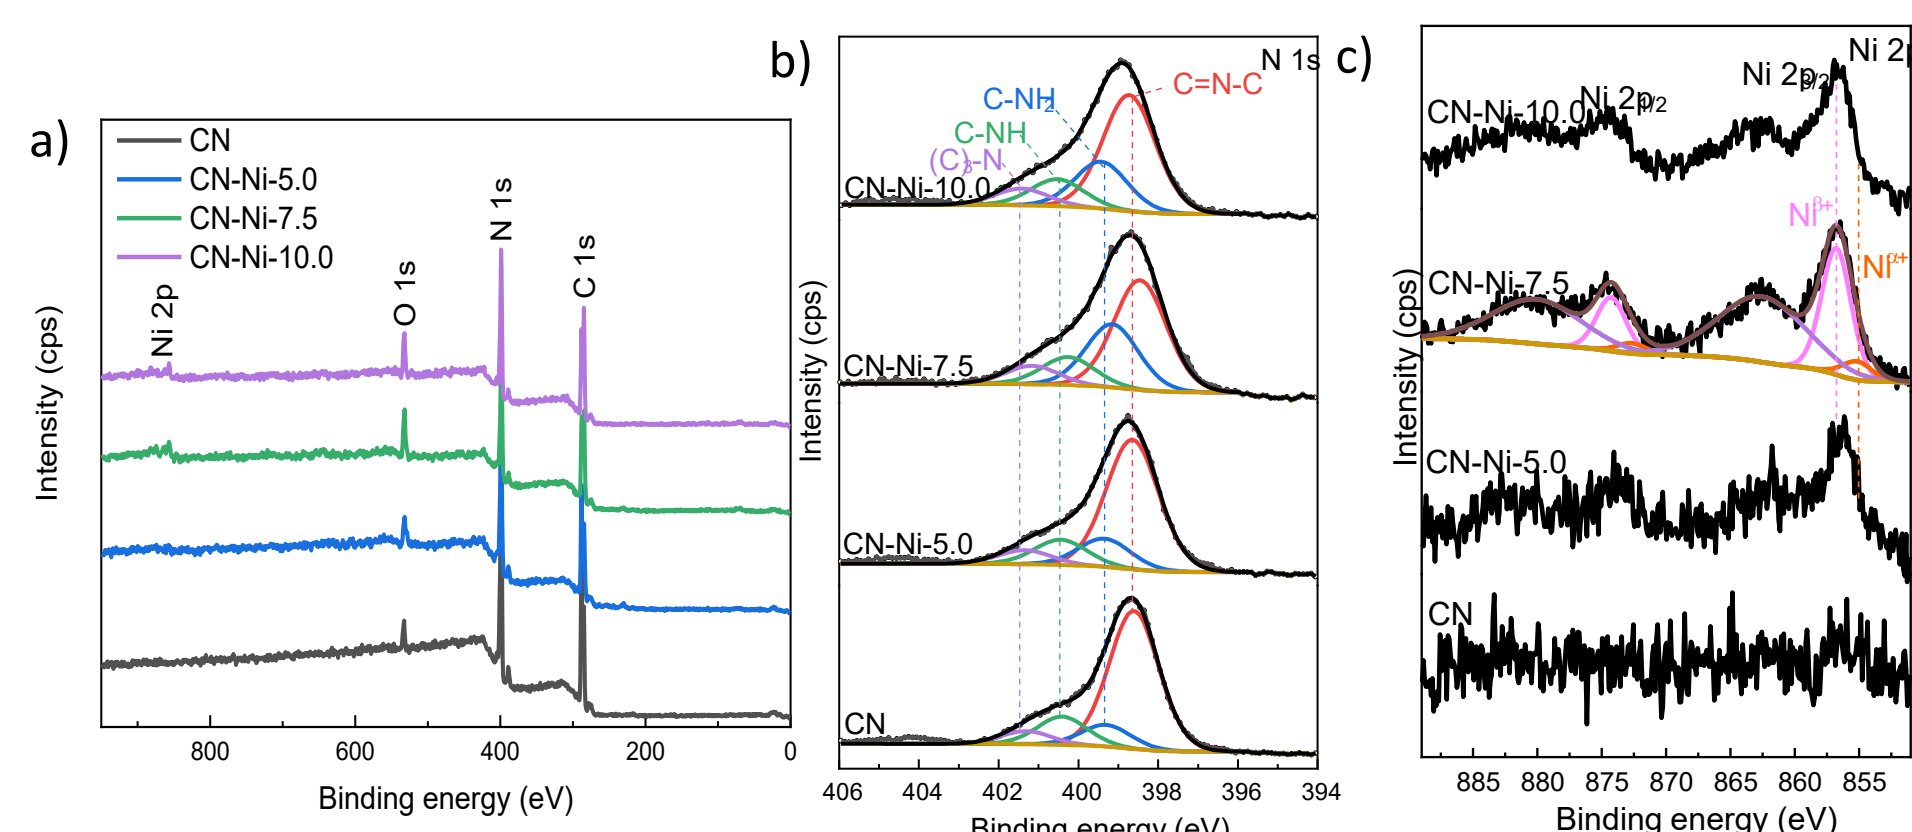 a)
CN
CN-Ni-5.0
CN-Ni-7.5
CN-Ni-10.0
Ni 2p
O 1s
N 1s
C 1s
Intensity (cps)
800
600
400
200
0
Binding energy (eV)
b)
N 1s
C=N-C
C-NH2
C-NH
(C)3-N
CN-Ni-10.0
CN-Ni-7.5
CN-Ni-5.0
CN
Intensity (cps)
406
404
402
400
398
396
394
Binding energy (eV)
c)
Ni 2p
Ni 2p3/2
Ni 2p1/2
CN-Ni-10.0
Niβ+
Niα+
CN-Ni-7.5
CN-Ni-5.0
CN
Intensity (cps)
885
880
875
870
865
860
855
Binding energy (eV)